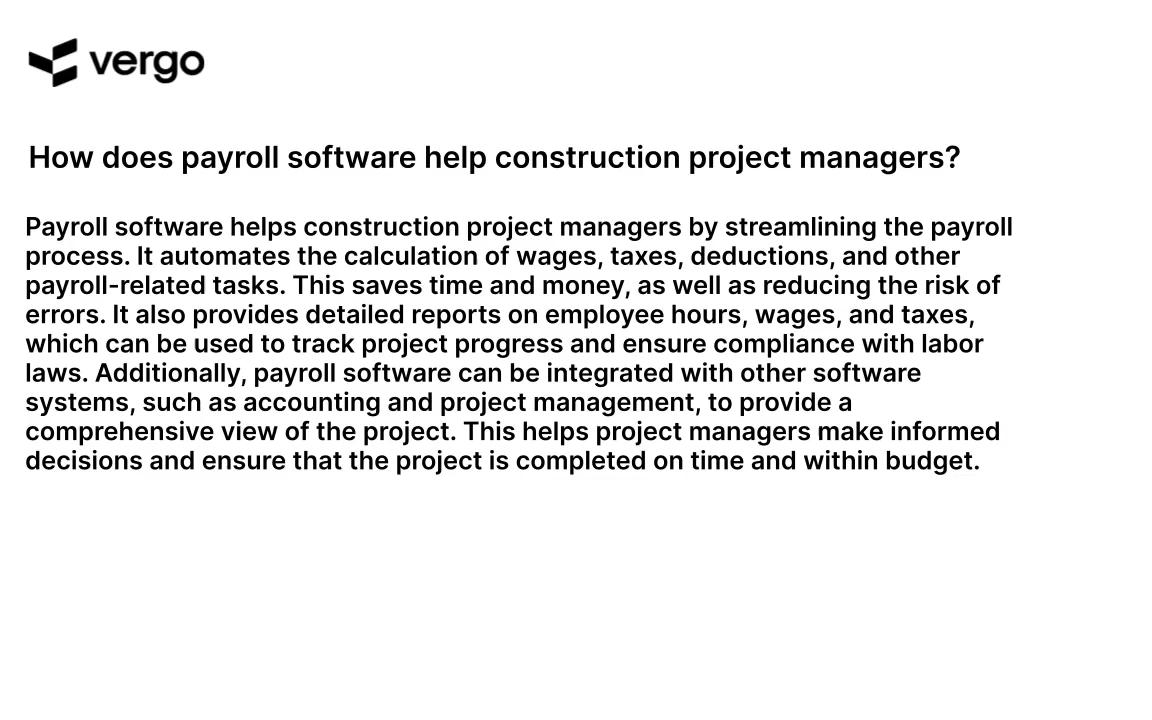 vergo
How does payroll software help construction project managers?
Payroll software helps construction project managers by streamlining the payroll
process. It automates the calculation of wages, taxes, deductions, and other
payroll-related tasks. This saves time and money, as well as reducing the risk of
errors. It also provides detailed reports on employee hours, wages, and taxes,
which can be used to track project progress and ensure compliance with labor
laws. Additionally, payroll software can be integrated with other software
systems, such as accounting and project management, to provide a
comprehensive view of the project. This helps project managers make informed
decisions and ensure that the project is completed on time and within budget.